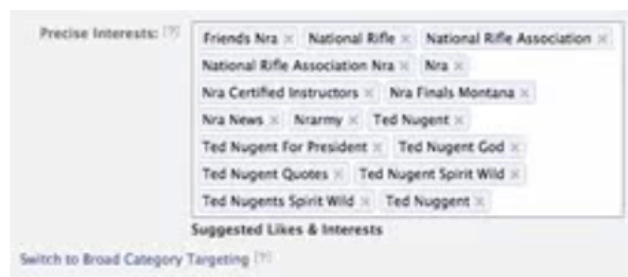 Precise Interests: [?] Friends Nra × National Rifle × National Rifle Association ×
National Rifle Association Nra × Nra ×
Nra Certified Instructors × Nra Finals Montana ×
Nra News × Nrarmy × Ted Nugent ×
Ted Nugent For President × Ted Nugent God ×
Ted Nugent Quotes × Ted Nugent Spirit Wild ×
Ted Nugents Spirit Wild × Ted Nuggent ×
Suggested Likes & Interests
Switch to Broad Category Targeting [?]